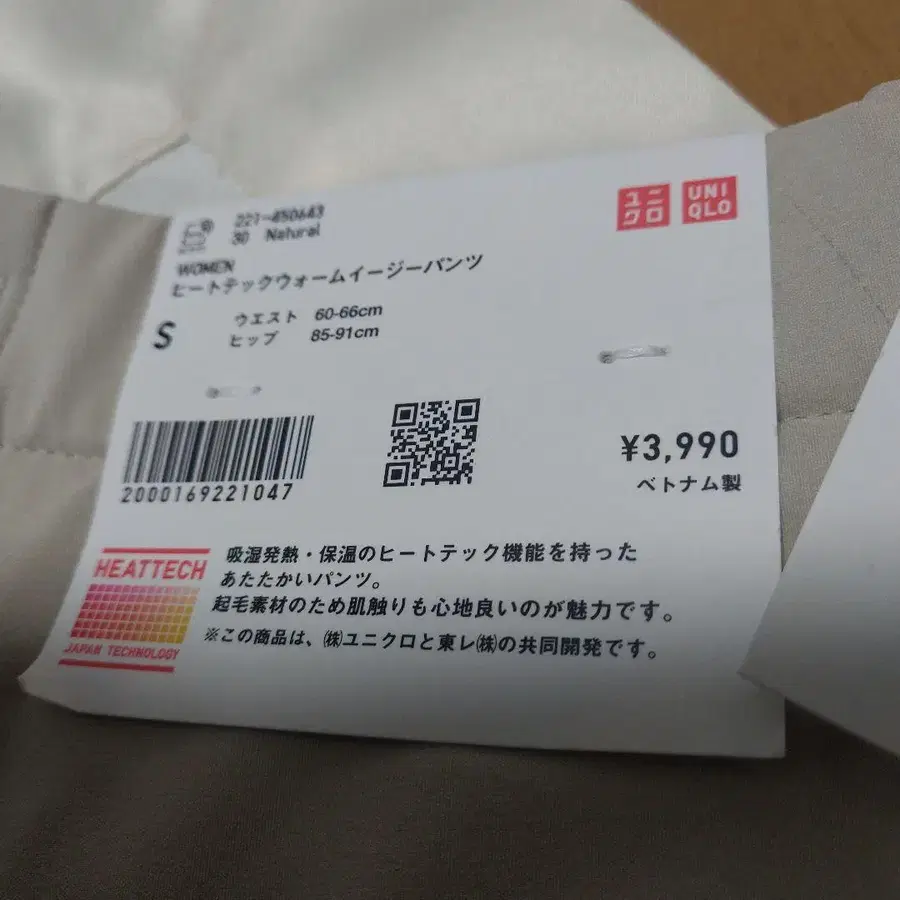 221-450643
30 Natural
ユニクロ
UNIQLO
WOMEN
ヒートテックウォームイージーパンツ
S
ウエスト 60-66cm
ヒップ 85-91cm
2000169221047
¥3,990
ベトナム製
HEATTECH
JAPAN TECHNOLOGY
吸湿発熱・保温のヒートテック機能を持った
あたたかいパンツ。
起毛素材のため肌触りも心地良いのが魅力です。
※この商品は、㈱ユニクロと東レ㈱の共同開発です。